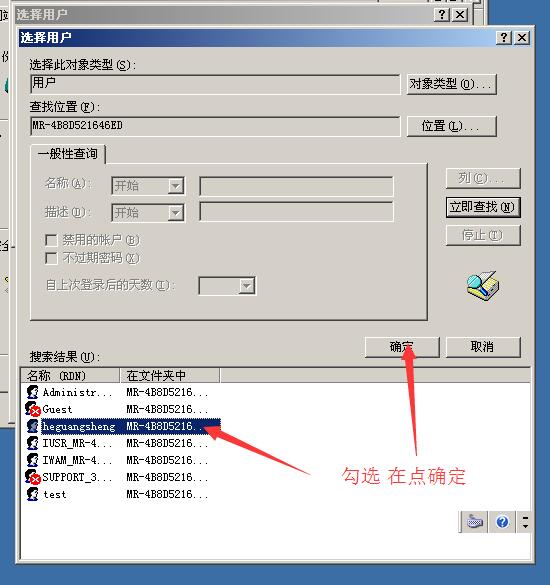 选择用户
选择用户
选择此对象类型(S):
用户
对象类型(O)...
查找位置(F):
MR-4B8D521646ED
位置(L)...
一般性查询
名称(A):
开始
列(C)...
描述(D):
开始
立即查找(N)
禁用的帐户(B)
停止(T)
不过期密码(X)
自上次登录后的天数(I):
确定
取消
搜索结果(U):
名称 (RDN)
在文件夹中
Administr...
MR-4B8D5216...
Guest
MR-4B8D5216...
heguangsheng
MR-4B8D5216...
IUSR_MR-4...
MR-4B8D5216...
IWAM_MR-4...
MR-4B8D5216...
SUPPORT_3...
MR-4B8D5216...
test
MR-4B8D5216...
勾选 在点确定